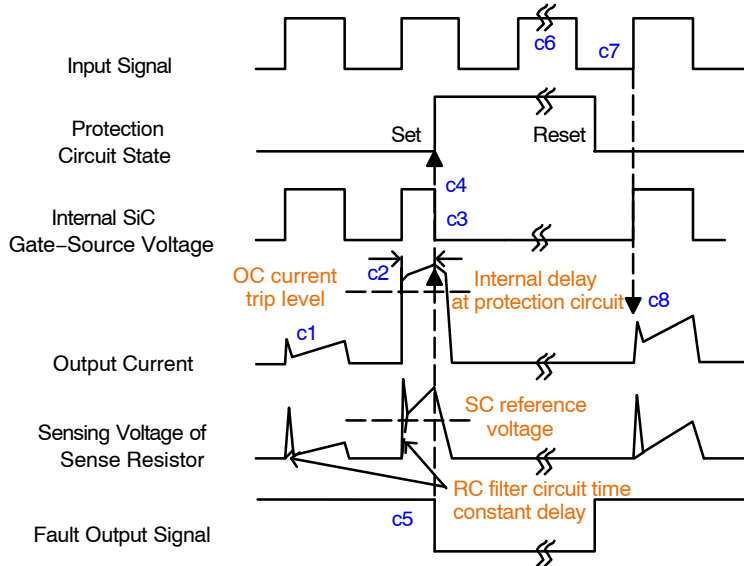 c6
c7
Input Signal
Protection
Circuit State
Set
Reset
c4
c3
Internal SiC
Gate−Source Voltage
c2
OC current
trip level
Internal delay
at protection circuit
c8
c1
Output Current
SC reference
voltage
Sensing Voltage of
Sense Resistor
RC filter circuit time
constant delay
c5
Fault Output Signal